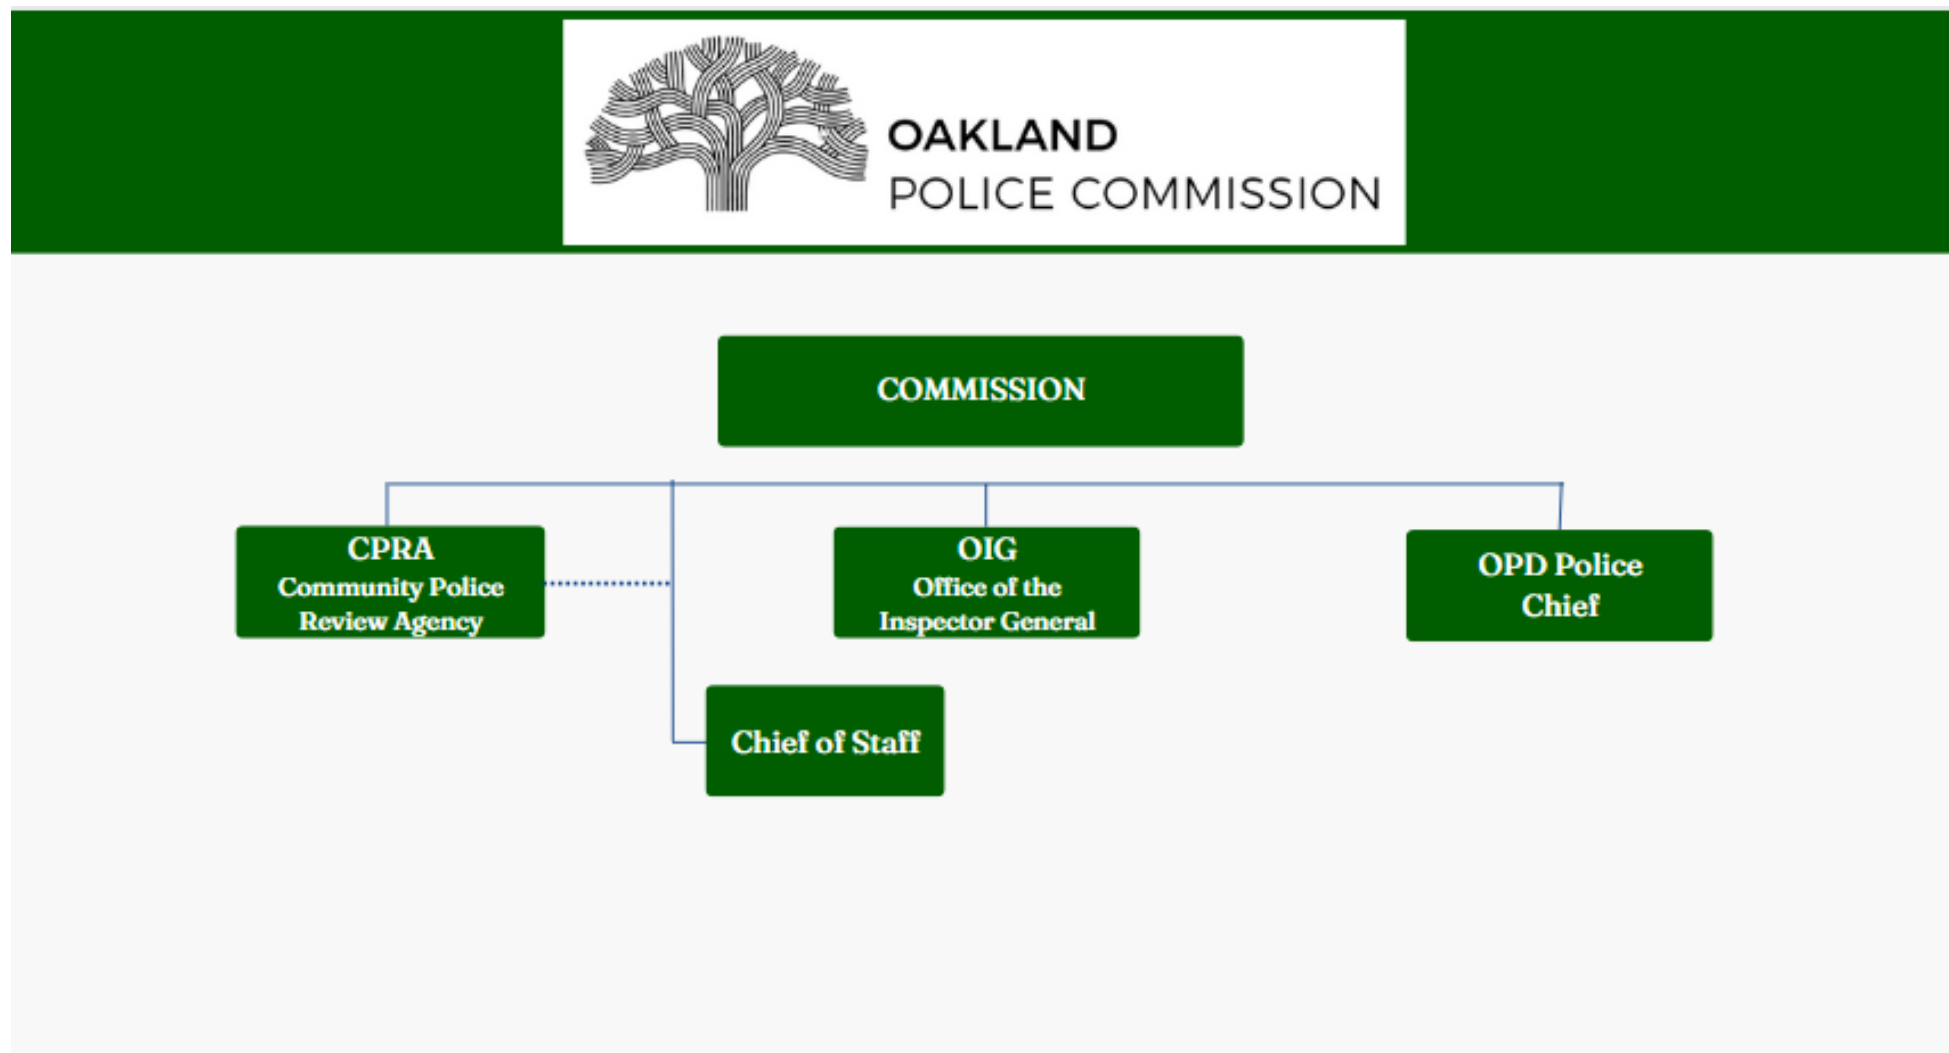 OAKLAND
POLICE COMMISSION
COMMISSION
CPRA
Community Police
Review Agency
OIG
Office of the
Inspector General
OPD Police
Chief
Chief of Staff